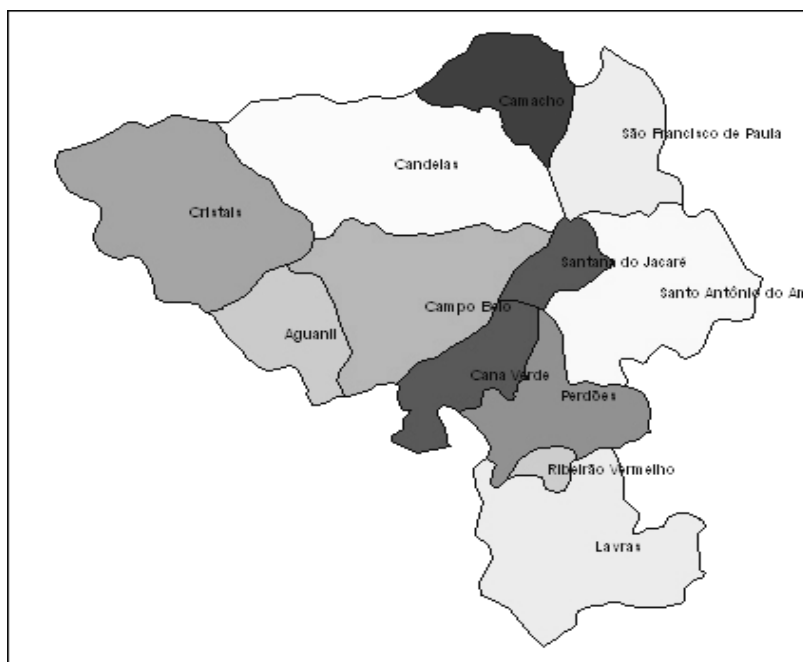 Camacho
São Francisco de Paula
Candeias
Cristais
Santana do Jacaré
Santo Antônio do Am
Campo Belo
Aguanil
Cana Verde
Perdões
Ribeirão Vermelho
Lavras